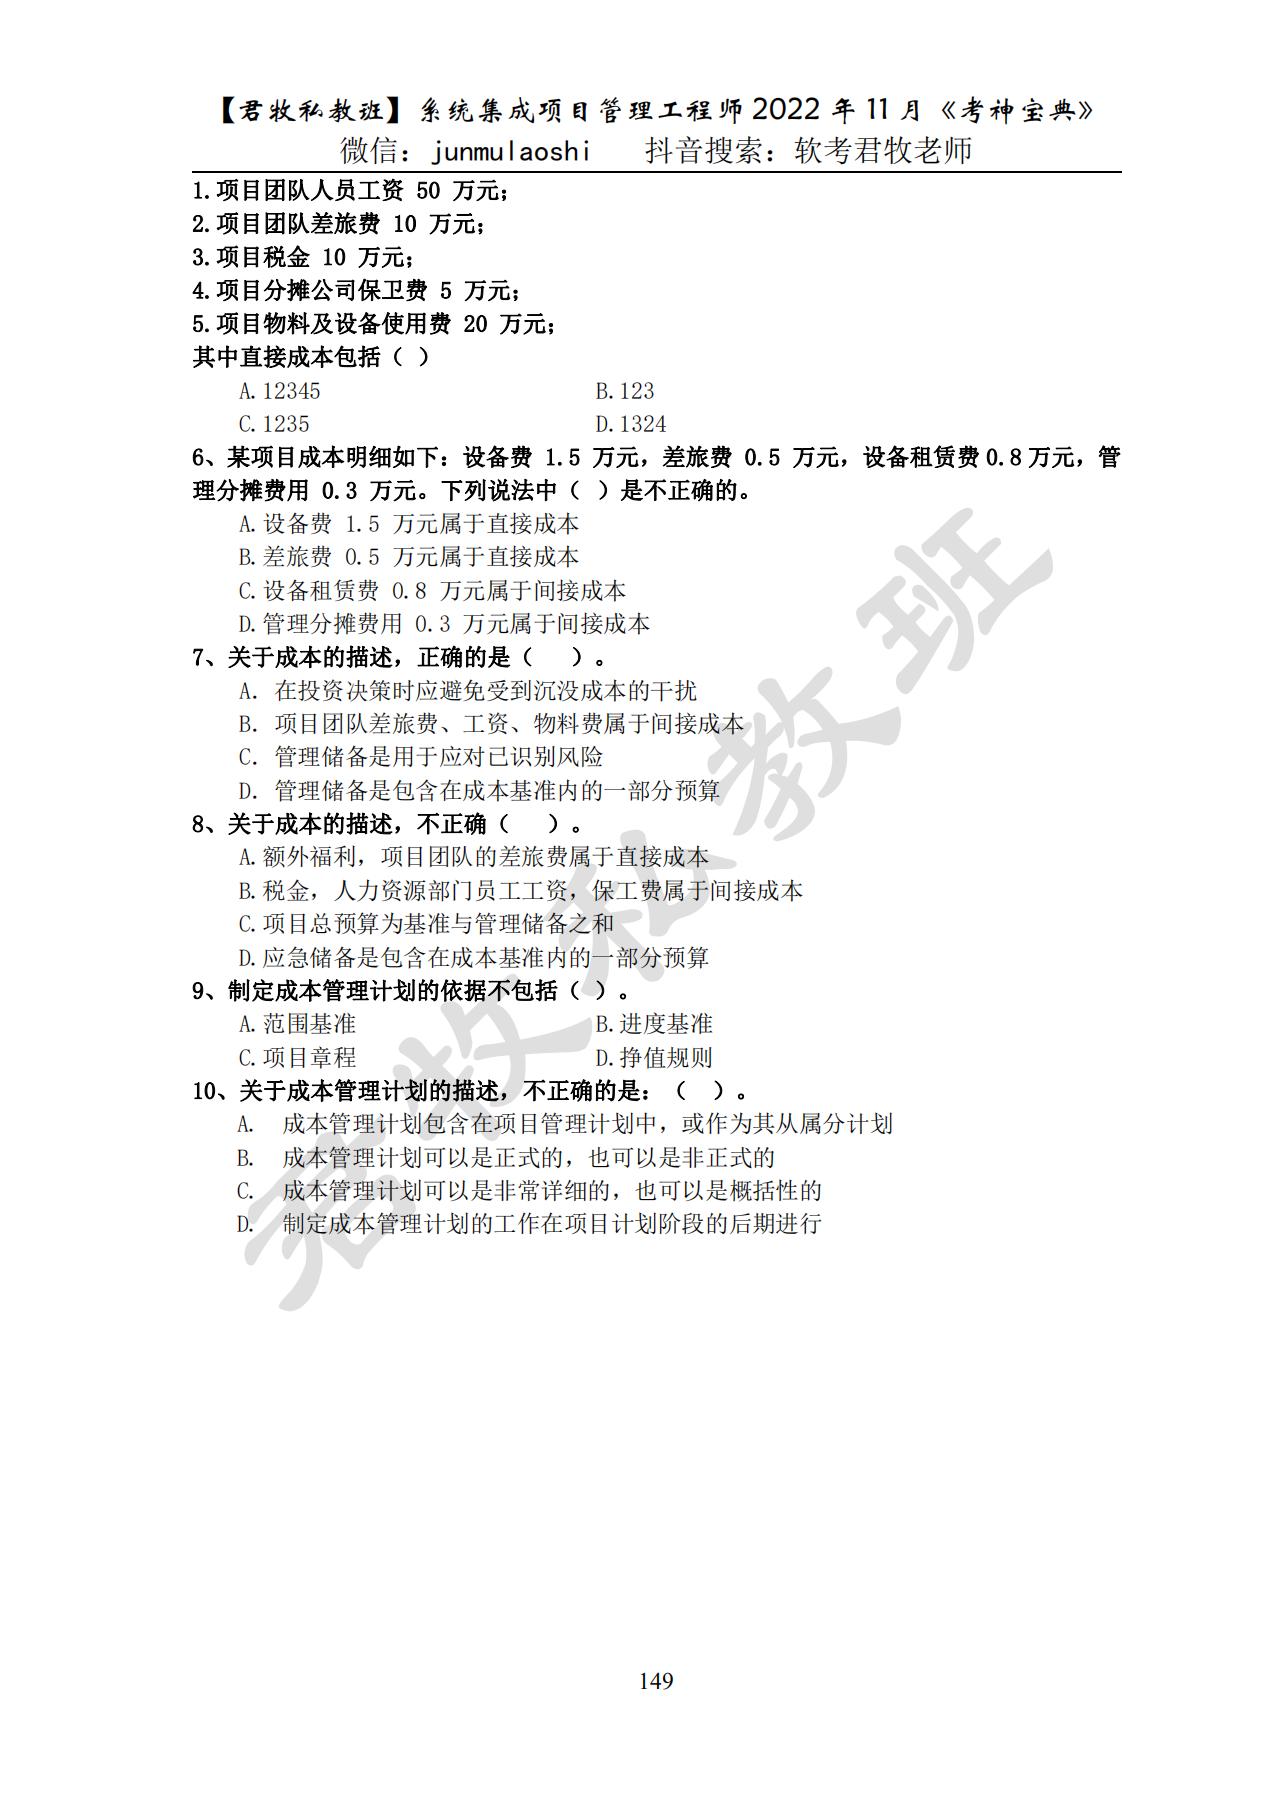 【君牧私教班】系统集成项目管理工程师2022年11月《考神宝典》
微信：junmulaoshi 抖音搜索：软考君牧老师
1.项目团队人员工资 50 万元；
2.项目团队差旅费 10 万元；
3.项目税金 10 万元；
4.项目分摊公司保卫费 5 万元；
5.项目物料及设备使用费 20 万元；
其中直接成本包括（ ）
A.12345 B.123
C.1235 D.1324
6、某项目成本明细如下：设备费 1.5 万元，差旅费 0.5 万元，设备租赁费0.8万元，管
理分摊费用 0.3 万元。下列说法中（ ）是不正确的。
A.设备费 1.5 万元属于直接成本
B.差旅费 0.5 万元属于直接成本
C.设备租赁费 0.8 万元属于间接成本
D.管理分摊费用 0.3 万元属于间接成本
7、关于成本的描述，正确的是（ ）。
A．在投资决策时应避免受到沉没成本的干扰
B．项目团队差旅费、工资、物料费属于间接成本
C．管理储备是用于应对已识别风险
D．管理储备是包含在成本基准内的一部分预算
8、关于成本的描述，不正确（ ）。
A.额外福利，项目团队的差旅费属于直接成本
B.税金，人力资源部门员工工资，保工费属于间接成本
C.项目总预算为基准与管理储备之和
D.应急储备是包含在成本基准内的一部分预算
9、制定成本管理计划的依据不包括（ ）。
A.范围基准 B.进度基准
C.项目章程 D.挣值规则
10、关于成本管理计划的描述，不正确的是：（ ）。
A. 成本管理计划包含在项目管理计划中，或作为其从属分计划
B. 成本管理计划可以是正式的，也可以是非正式的
C. 成本管理计划可以是非常详细的，也可以是概括性的
D. 制定成本管理计划的工作在项目计划阶段的后期进行
君牧私教班
149